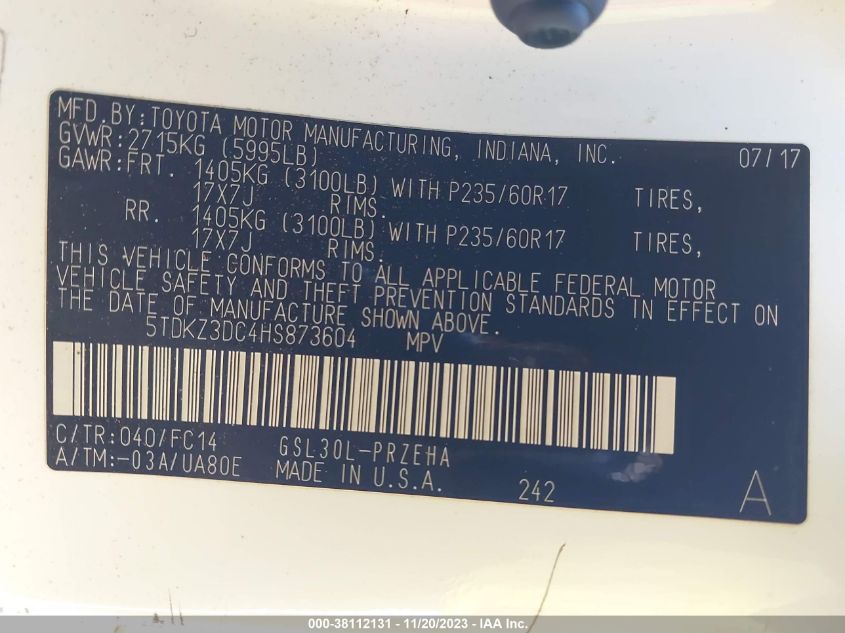 MFD. BY: TOYOTA MOTOR MANUFACTURING, INDIANA, INC. 07/17
GVWR: 2715KG (5995LB)
GAWR: FRT. 1405KG (3100LB) WITH P235/60R17 TIRES,
17X7J RIMS.
RR. 1405KG (3100LB) WITH P235/60R17 TIRES,
17X7J RIMS.
THIS VEHICLE CONFORMS TO ALL APPLICABLE FEDERAL MOTOR
VEHICLE SAFETY AND THEFT PREVENTION STANDARDS IN EFFECT ON
THE DATE OF MANUFACTURE SHOWN ABOVE.
5TDKZ3DC4HS873604 MPV
C/TR: 040/FC14 GSL30L-PRZEHA
A/TM: -03A/UA80E MADE IN U.S.A. 242 A
000-38112131 - 11/20/2023 - IAA, Inc.